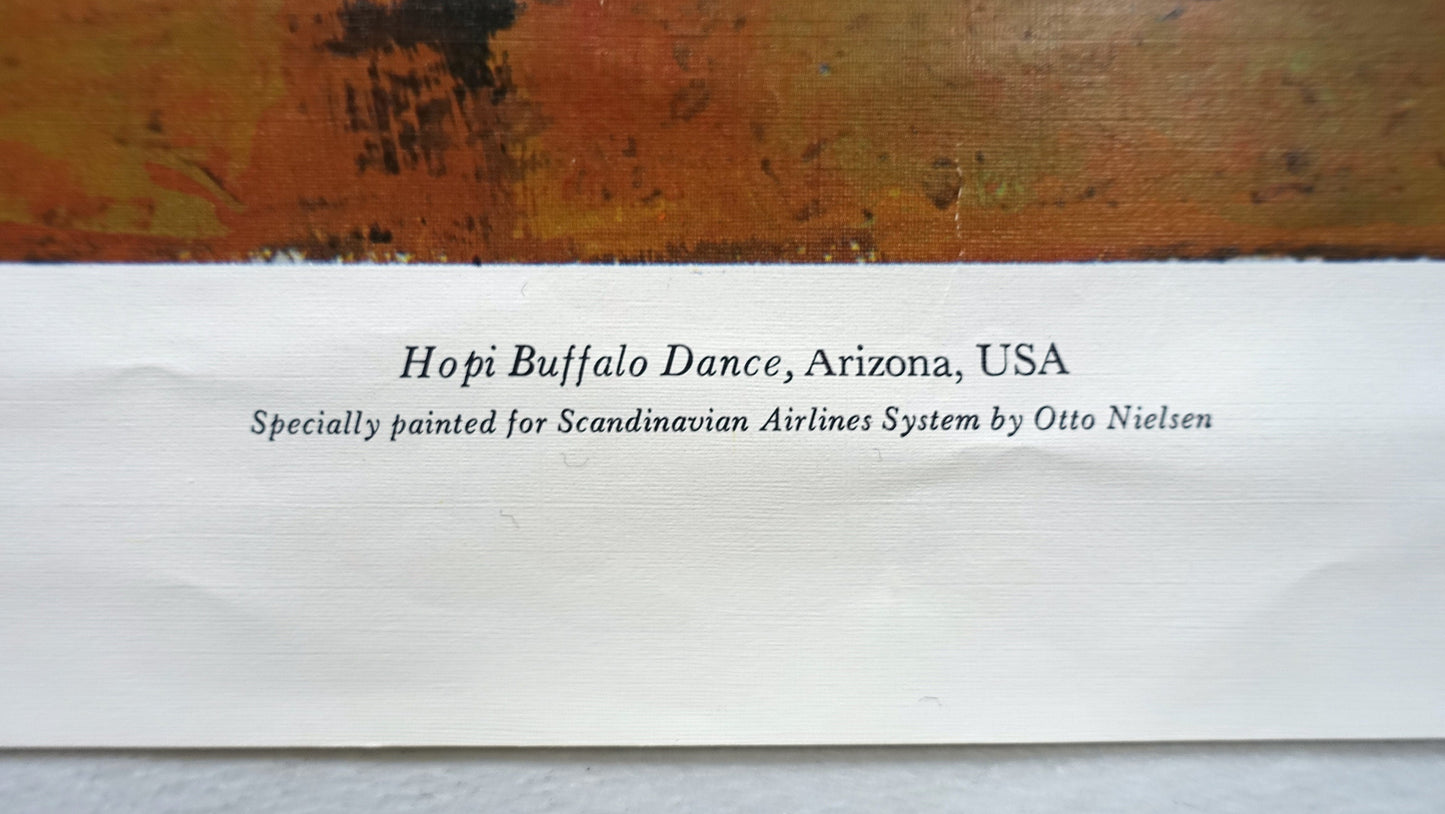 Hopi Buffalo Dance, Arizona, USA
Specially painted for Scandinavian Airlines System by Otto Nielsen